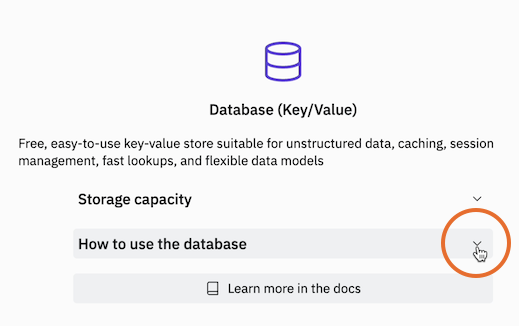 Database (Key/Value)
Free, easy-to-use key-value store suitable for unstructured data, caching, session
management, fast lookups, and flexible data models
Storage capacity
How to use the database
Learn more in the docs